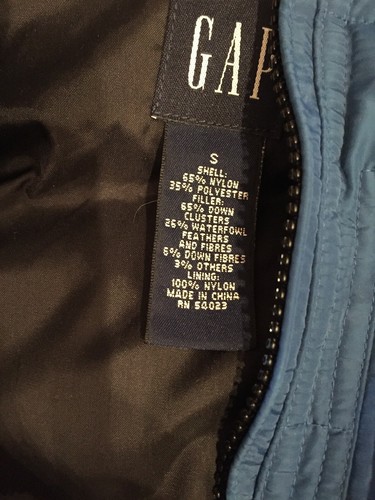 GAP
S
SHELL:
65% NYLON
35% POLYESTER
FILLER:
65% DOWN
CLUSTERS
26% WATERFOWL
FEATHERS
AND FIBRES
6% DOWN FIBRES
3% OTHERS
LINING:
100% NYLON
MADE IN CHINA
RN 54023